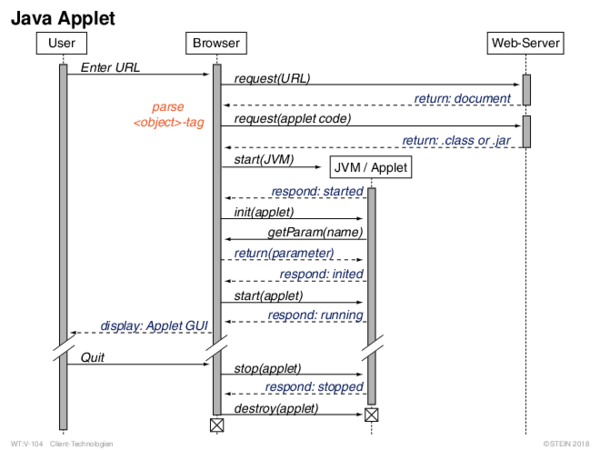 Java Applet
User
Browser
Web-Server
Enter URL
request(URL)
return: document
parse
<object>-tag
request(applet code)
return: .class or .jar
start(JVM)
JVM / Applet
respond: started
init(applet)
getParam(name)
return(parameter)
respond: inited
start(applet)
respond: running
display: Applet GUI
Quit
stop(applet)
respond: stopped
destroy(applet)
WT:V-104 Client-Technologien
©STEIN 2018